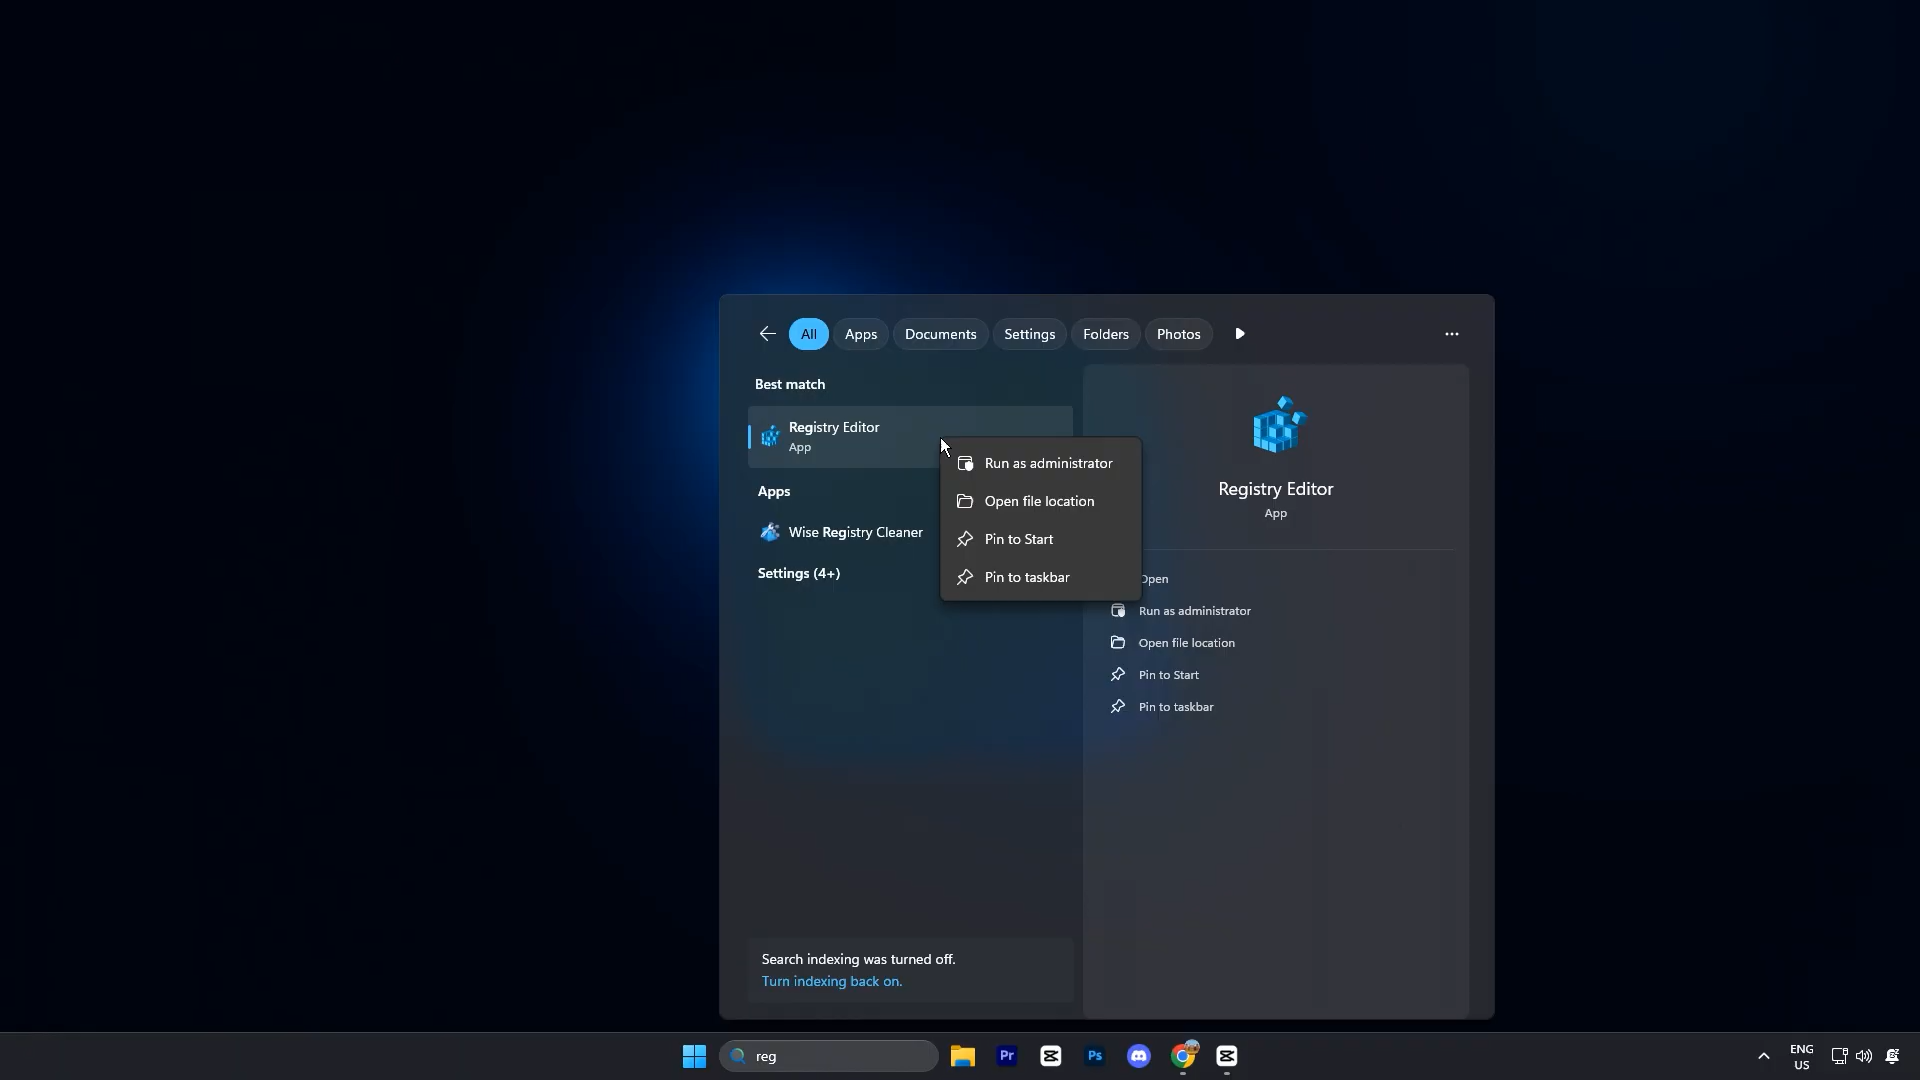 All
Apps
Documents
Settings
Folders
Photos
Best match
Registry Editor
App
Apps
Wise Registry Cleaner
Settings (4+)
Run as administrator
Open file location
Pin to Start
Pin to taskbar
Registry Editor
App
Open
Run as administrator
Open file location
Pin to Start
Pin to taskbar
Search indexing was turned off.
Turn indexing back on.
reg
Pr
Ps
ENG
US